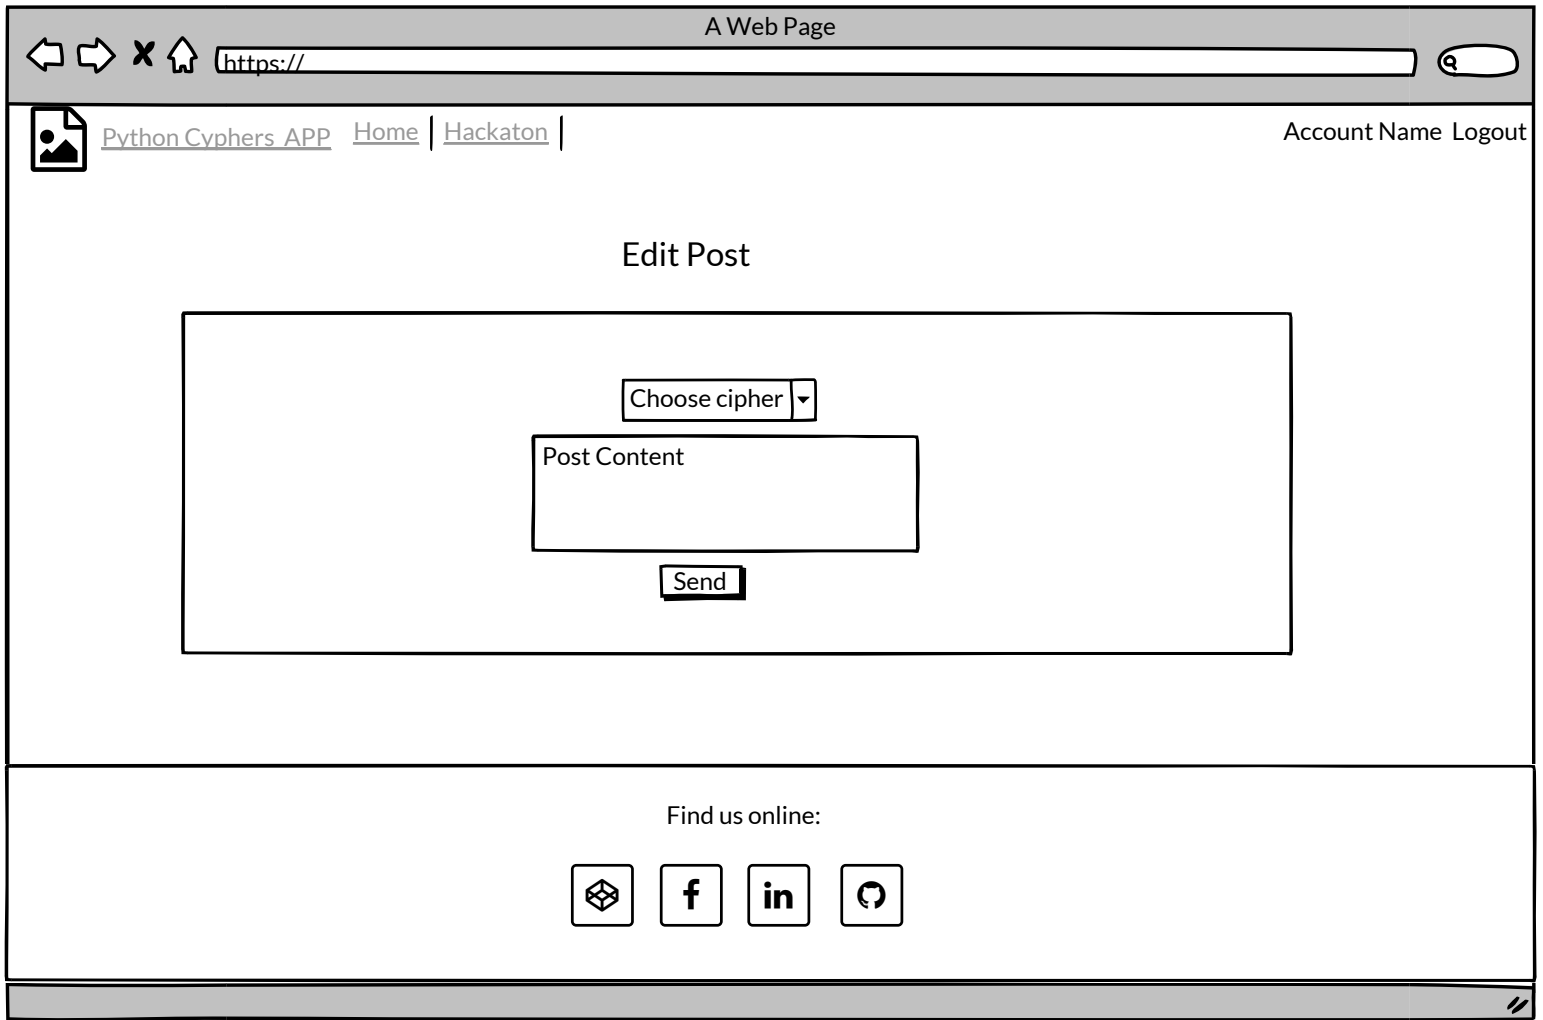 A Web Page
https://
Python Cyphers APP Home Hackaton Account Name Logout
Edit Post
Choose cipher
Post Content
Send
Find us online: